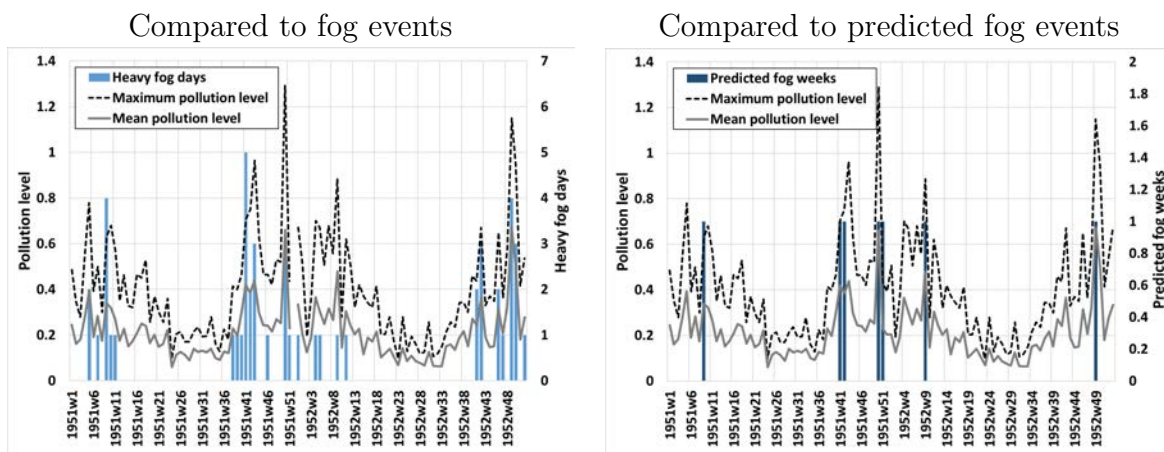 Compared to fog events
1.4
1.2
1
0.8
0.6
0.4
0.2
0
Pollution level
Heavy fog days
Maximum pollution level
Mean pollution level
7
6
5
4
3
2
1
0
Heavy fog days
1951w1
1951w6
1951w11
1951w16
1951w21
1951w26
1951w31
1951w36
1951w41
1951w46
1951w51
1952w3
1952w8
1952w13
1952w18
1952w23
1952w28
1952w33
1952w38
1952w43
1952w48
Compared to predicted fog events
1.4
1.2
1
0.8
0.6
0.4
0.2
0
Pollution level
Predicted fog weeks
Maximum pollution level
Mean pollution level
2
1.8
1.6
1.4
1.2
1
0.8
0.6
0.4
0.2
0
Predicted fog weeks
1951w1
1951w6
1951w11
1951w16
1951w21
1951w26
1951w31
1951w36
1951w41
1951w46
1951w51
1952w4
1952w9
1952w14
1952w19
1952w24
1952w29
1952w34
1952w39
1952w44
1952w49